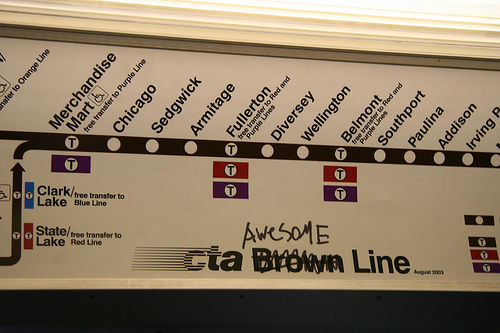 nsfer to Orange Line
Merchandise
Mart
free transfer to Purple Line
Chicago
Sedgwick
Armitage
Fullerton
free transfer to Red and
Purple Lines
Diversey
Wellington
Belmont
free transfer to Red and
Purple Lines
Southport
Paulina
Addison
Irving
T
T
T
T
T
T
T
T
T T Clark/free transfer to
Lake Blue Line
T T State/free transfer to
Lake Red Line
AWESOME
cta Brown Line
August 2003
T
T
T